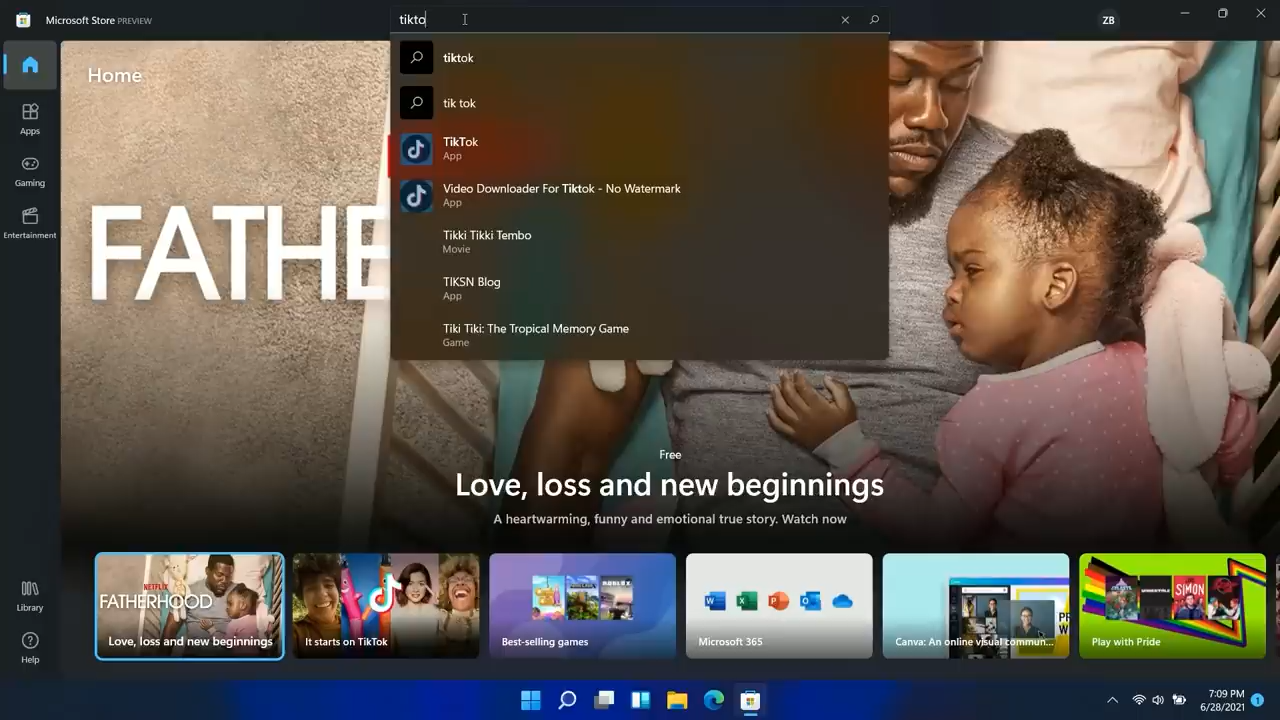 Microsoft Store PREVIEW
tikto
ZB
Home
tiktok
tik tok
TikTok
App
Video Downloader For Tiktok - No Watermark
App
Tikki Tikki Tembo
Movie
TIKSN Blog
App
Tiki Tiki: The Tropical Memory Game
Game
Apps
Gaming
Entertainment
FATHE
Free
Love, loss and new beginnings
A heartwarming, funny and emotional true story. Watch now
NETFLIX
FATHERHOOD
Love, loss and new beginnings
It starts on TikTok
ROBLOX
Best-selling games
Microsoft 365
Canva: An online visual commun...
SIMON
Play with Pride
Library
Help
7:09 PM
6/28/2021
1